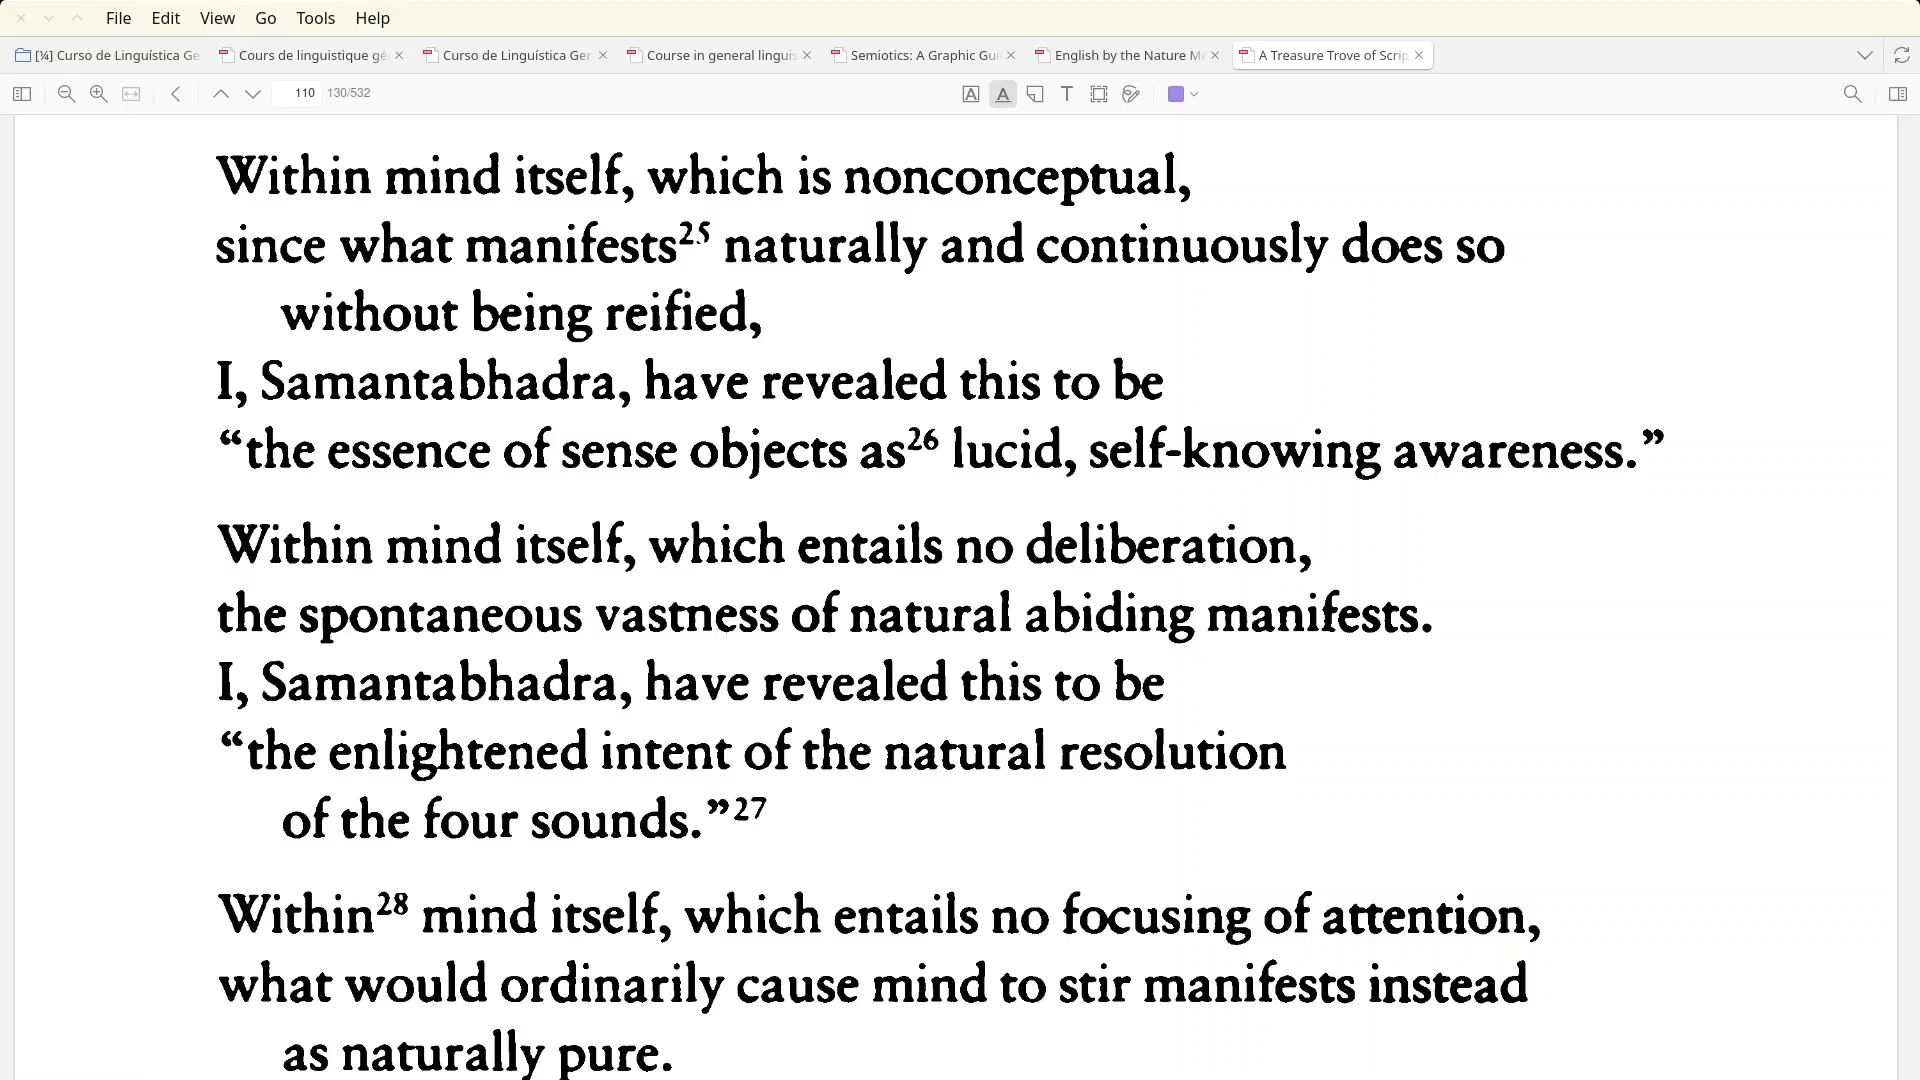 File Edit View Go Tools Help
[¼] Curso de Linguística Ge Cours de linguistique gé Curso de Linguística Ger Course in general linguis Semiotics: A Graphic Gui English by the Nature Me A Treasure Trove of Scrip
110 130/532
Within mind itself, which is nonconceptual,
since what manifests25 naturally and continuously does so
without being reified,
I, Samantabhadra, have revealed this to be
“the essence of sense objects as26 lucid, self-knowing awareness.”
Within mind itself, which entails no deliberation,
the spontaneous vastness of natural abiding manifests.
I, Samantabhadra, have revealed this to be
“the enlightened intent of the natural resolution
of the four sounds.”27
Within28 mind itself, which entails no focusing of attention,
what would ordinarily cause mind to stir manifests instead
as naturally pure.